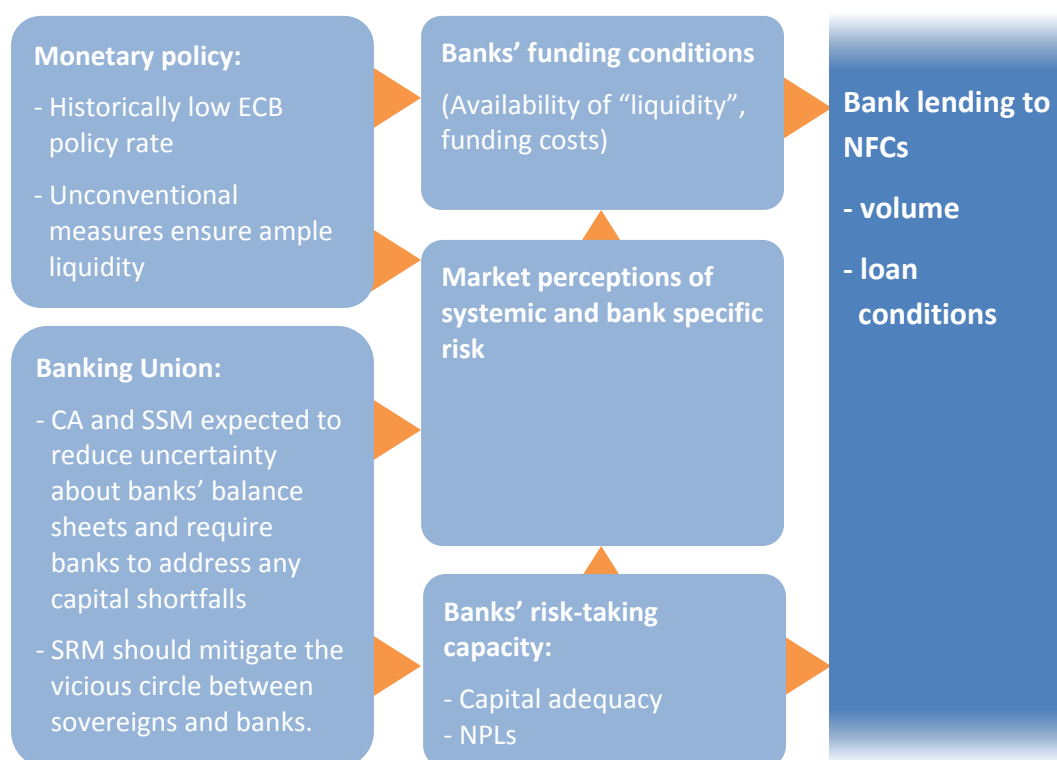 Monetary policy:
- Historically low ECB
policy rate
- Unconventional
measures ensure ample
liquidity
Banking Union:
- CA and SSM expected to
reduce uncertainty
about banks’ balance
sheets and require
banks to address any
capital shortfalls
- SRM should mitigate the
vicious circle between
sovereigns and banks.
Banks’ funding conditions
(Availability of “liquidity”,
funding costs)
Market perceptions of
systemic and bank specific
risk
Banks’ risk-taking
capacity:
- Capital adequacy
- NPLs
Bank lending to
NFCs
- volume
- loan
conditions